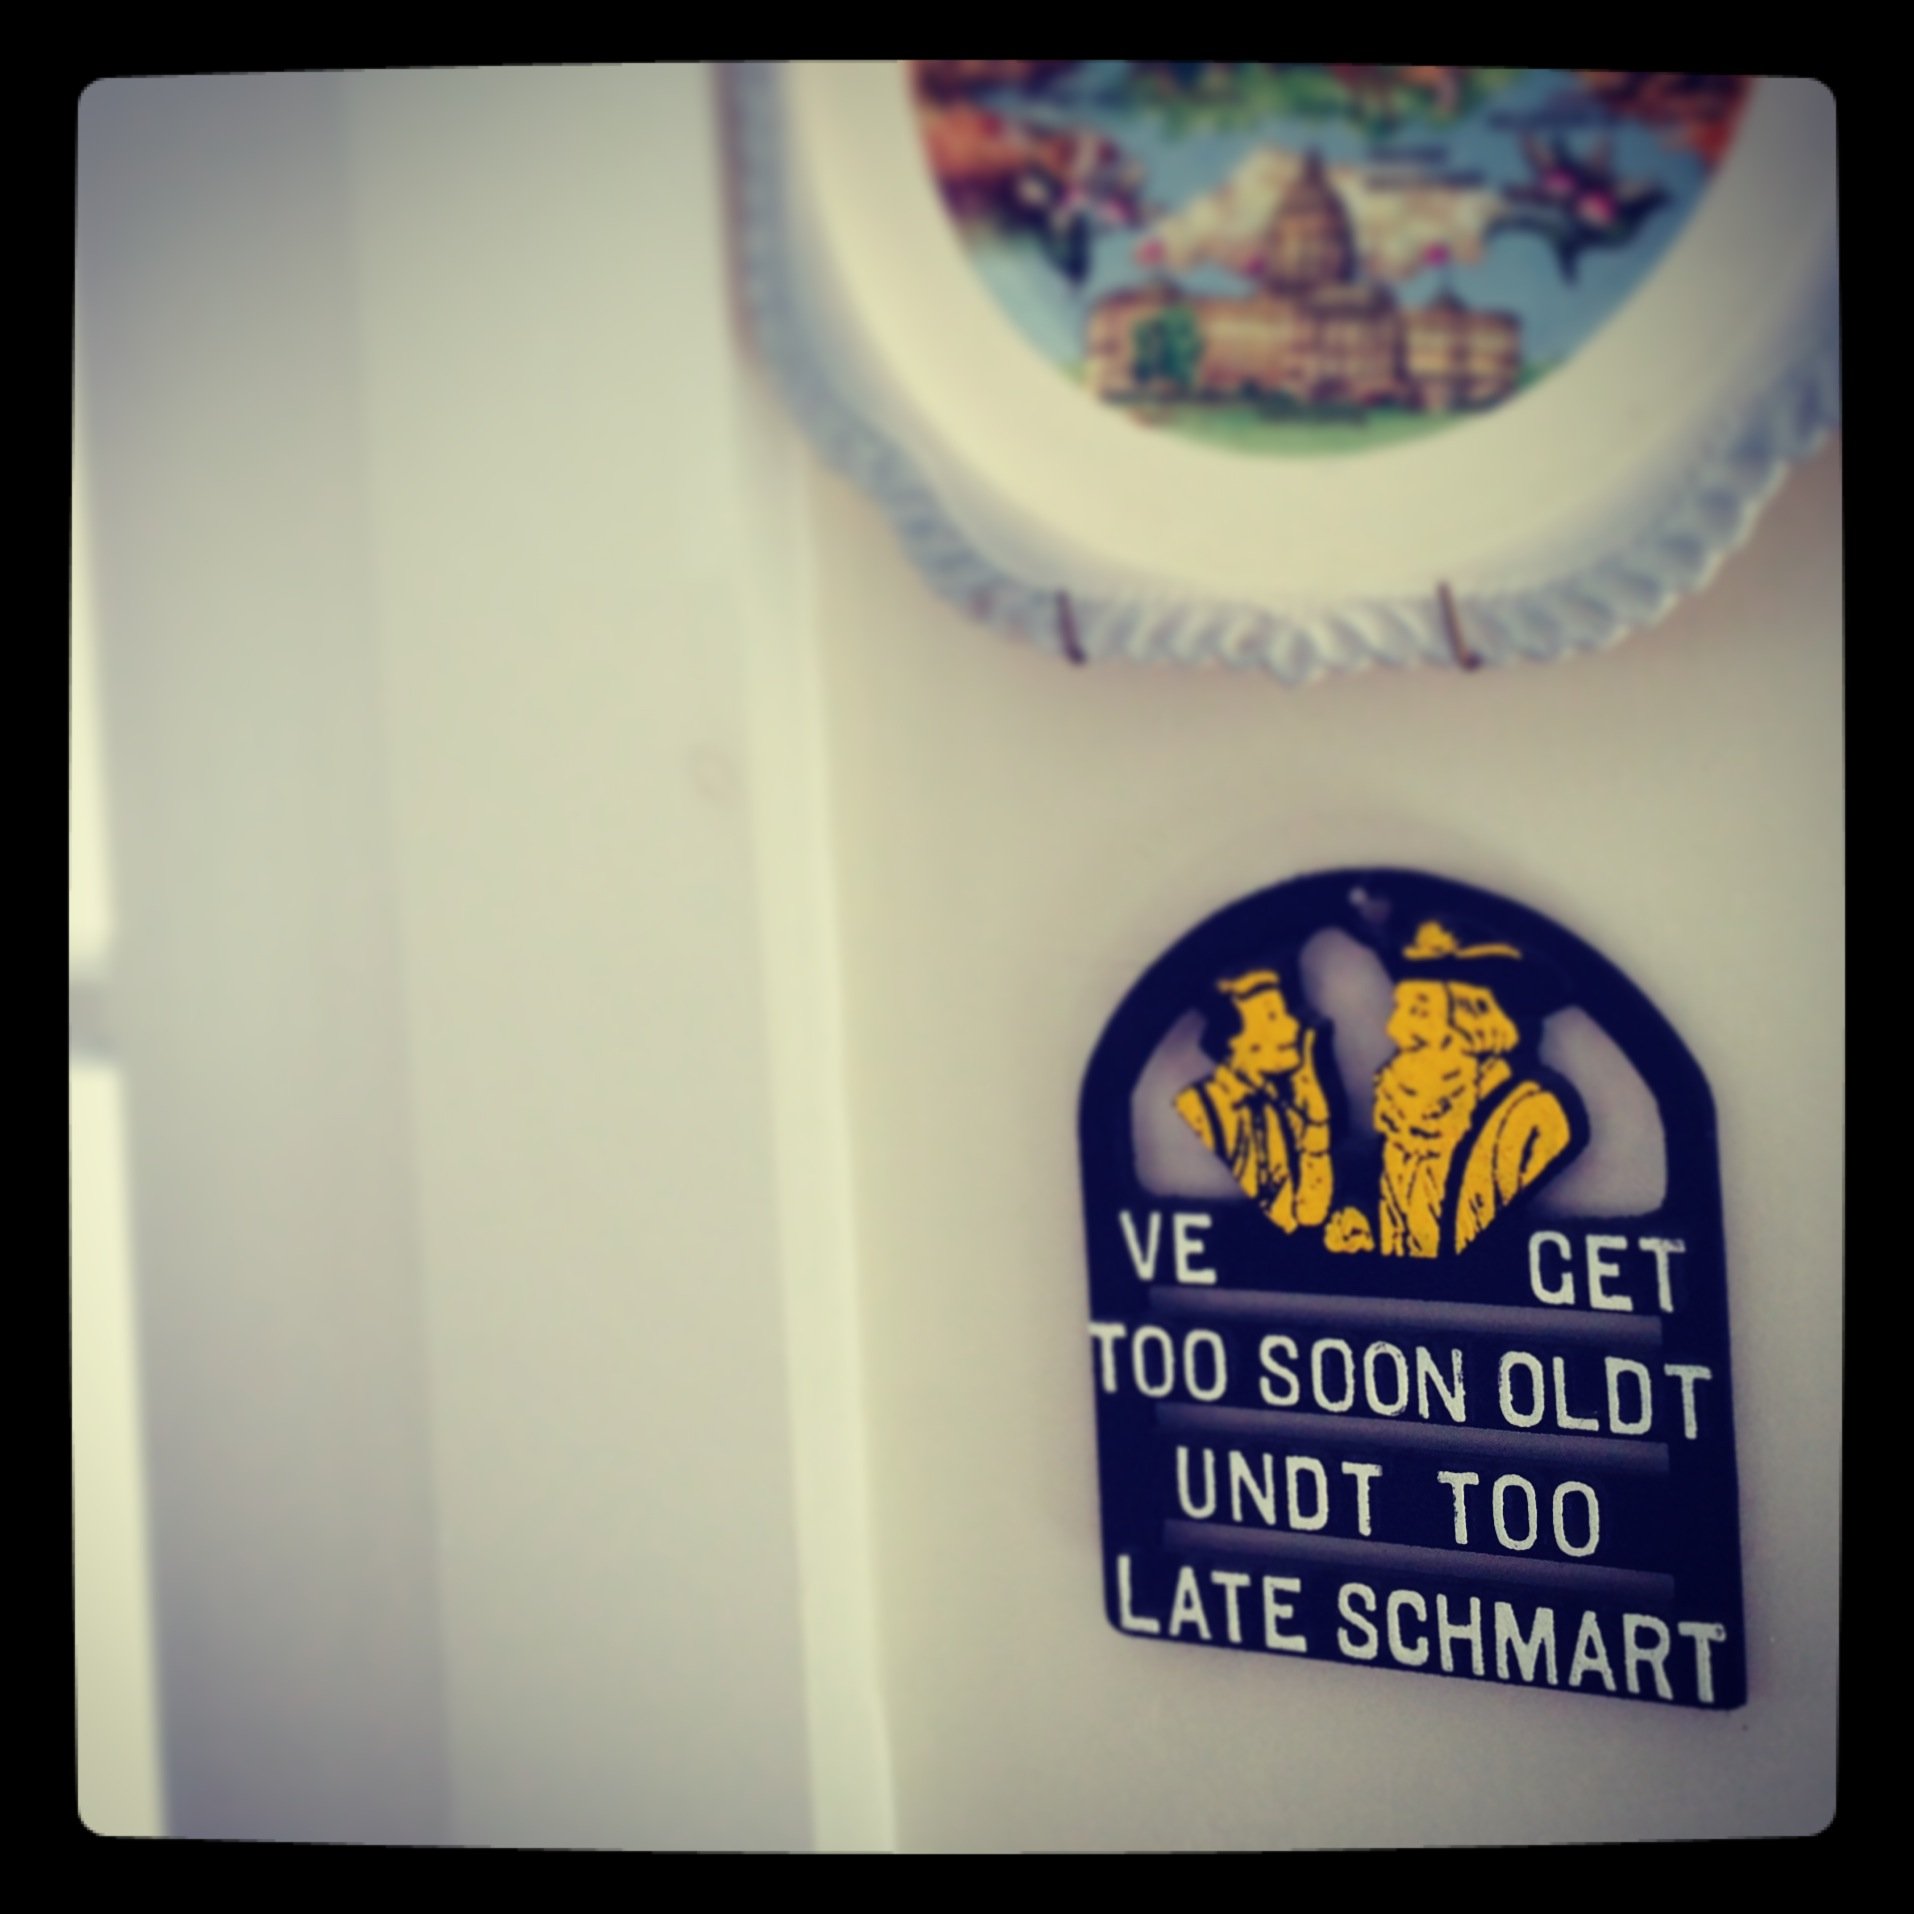 VE GET
TOO SOON OLDT
UNDT TOO
LATE SCHMART